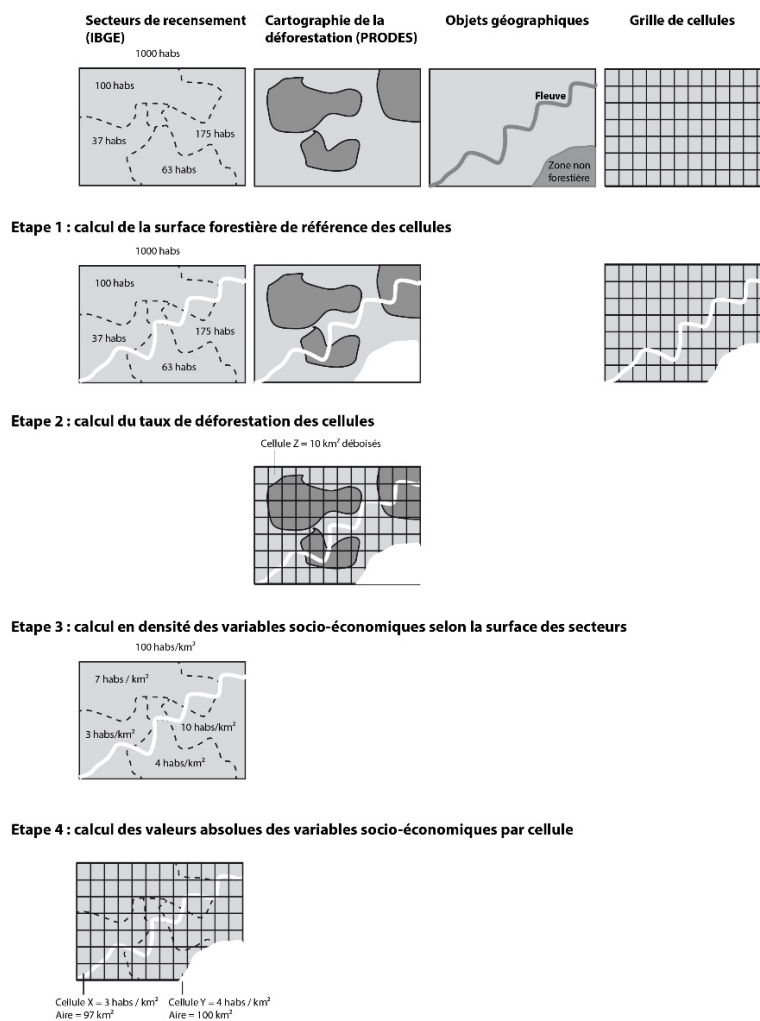 Secteurs de recensement
(IBGE)
Cartographie de la
déforestation (PRODES)
Objets géographiques
Grille de cellules
1000 habs
100 habs
37 habs
175 habs
63 habs
Fleuve
Zone non
forestière
Etape 1 : calcul de la surface forestière de référence des cellules
1000 habs
100 habs
37 habs
175 habs
63 habs
Etape 2 : calcul du taux de déforestation des cellules
Cellule Z = 10 km² déboisés
Etape 3 : calcul en densité des variables socio-économiques selon la surface des secteurs
100 habs/km²
7 habs / km²
3 habs/km²
10 habs/km²
4 habs/km²
Etape 4 : calcul des valeurs absolues des variables socio-économiques par cellule
Cellule X = 3 habs / km²
Aire = 97 km²
Cellule Y = 4 habs / km²
Aire = 100 km²